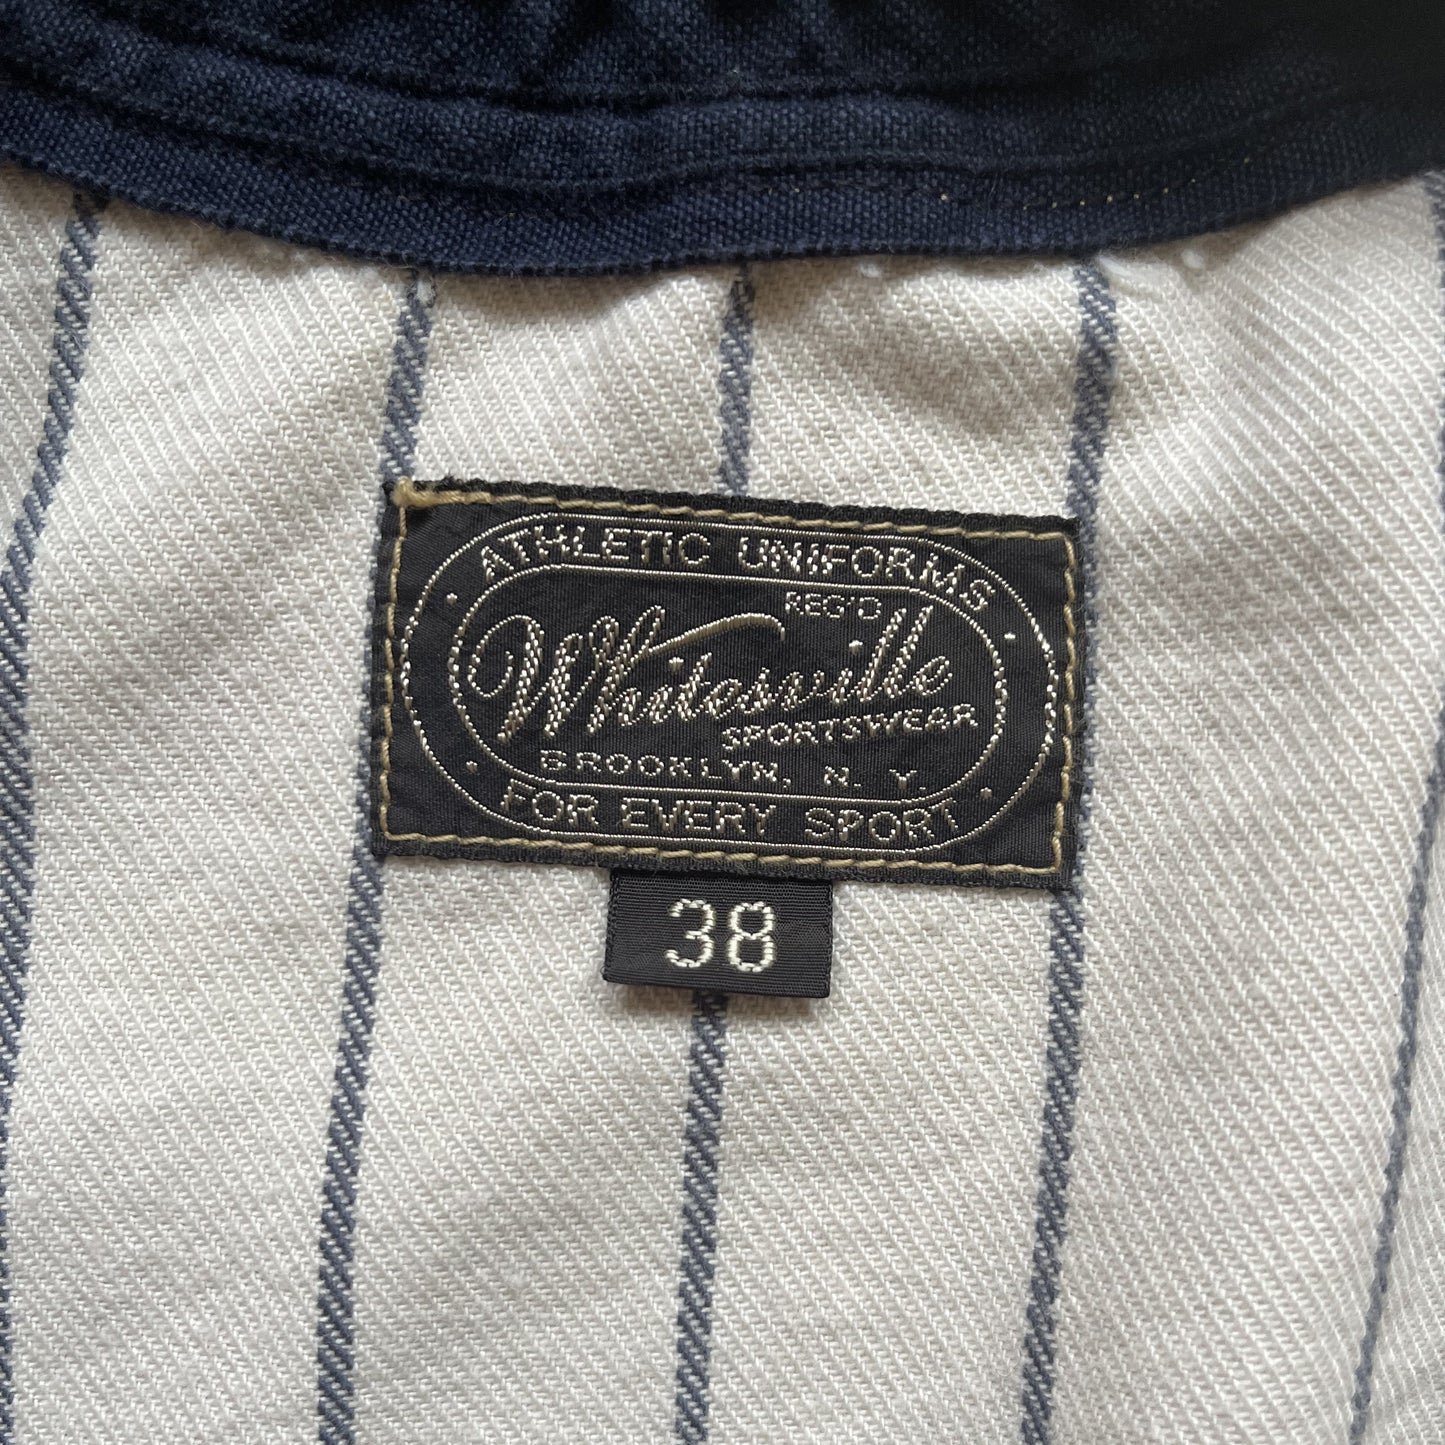 ATHLETIC UNIFORMS
REG'D
Whitesville
SPORTSWEAR
BROOKLYN, N. Y.
FOR EVERY SPORT
38